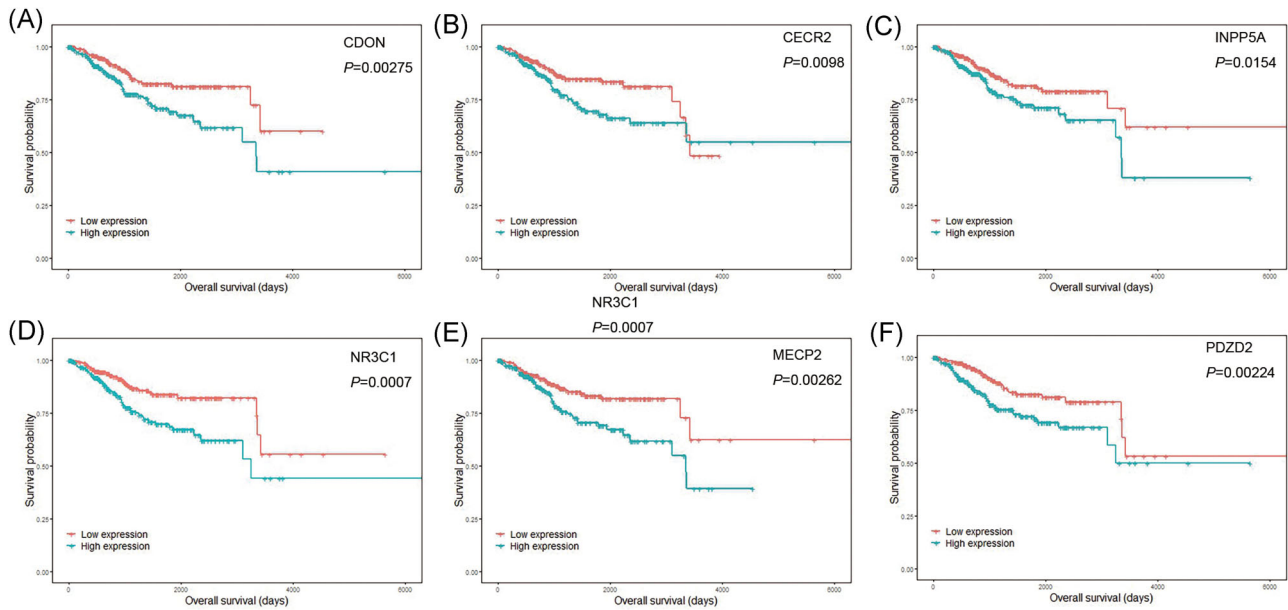 (A)
CDON
P=0.00275
Survival probability
1.00
0.75
0.50
0.25
0.00
Low expression
High expression
0
2000
4000
6000
Overall survival (days)
(B)
CECR2
P=0.0098
Survival probability
1.00
0.75
0.50
0.25
0.00
Low expression
High expression
0
2000
4000
6000
Overall survival (days)
(C)
INPP5A
P=0.0154
Survival probability
1.00
0.75
0.50
0.25
0.00
Low expression
High expression
0
2000
4000
6000
Overall survival (days)
NR3C1
P=0.0007
(D)
NR3C1
P=0.0007
Survival probability
1.00
0.75
0.50
0.25
0.00
Low expression
High expression
0
2000
4000
6000
Overall survival (days)
(E)
MECP2
P=0.00262
Survival probability
1.00
0.75
0.50
0.25
0.00
Low expression
High expression
0
2000
4000
6000
Overall survival (days)
(F)
PDZD2
P=0.00224
Survival probability
1.00
0.75
0.50
0.25
0.00
Low expression
High expression
0
2000
4000
6000
Overall survival (days)